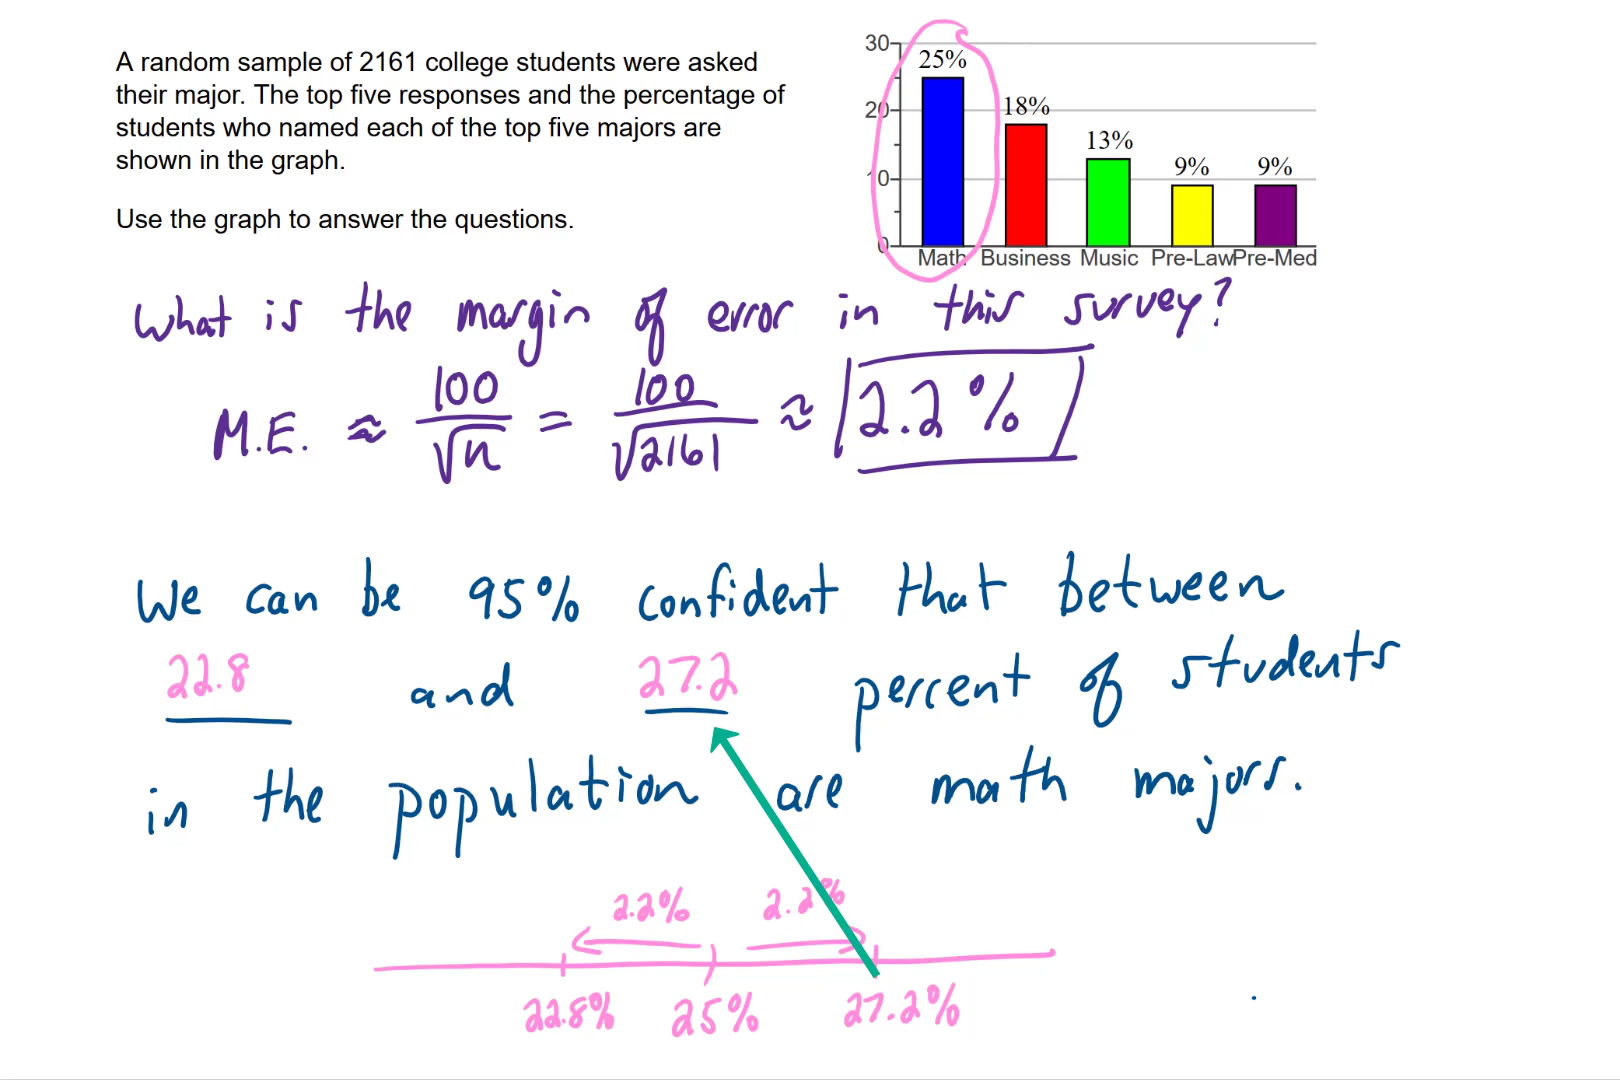 A random sample of 2161 college students were asked
their major. The top five responses and the percentage of
students who named each of the top five majors are
shown in the graph.
Use the graph to answer the questions.
30
20
10
0
25%
18%
13%
9%
9%
Math Business Music Pre-Law Pre-Med
What is the margin of error in this survey?
M.E. ≈ 100/√n = 100/√2161 ≈ 2.2%
We can be 95% confident that between
22.8 and 27.2 percent of students
in the population are math majors.
2.2% 2.2%
22.8% 25% 27.2%